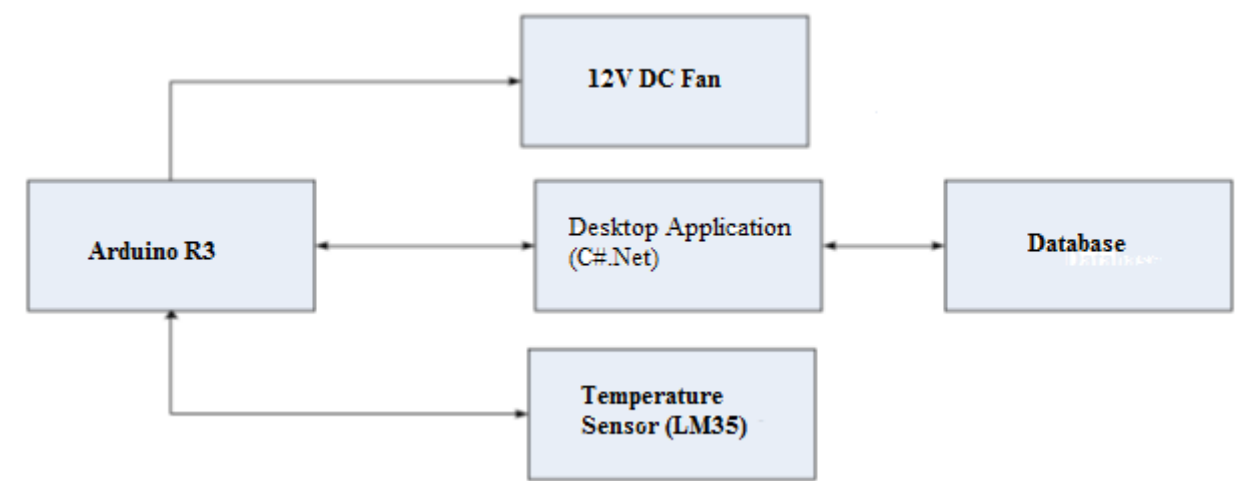 12V DC Fan
Arduino R3
Desktop Application
(C#.Net)
Database
Temperature
Sensor (LM35)